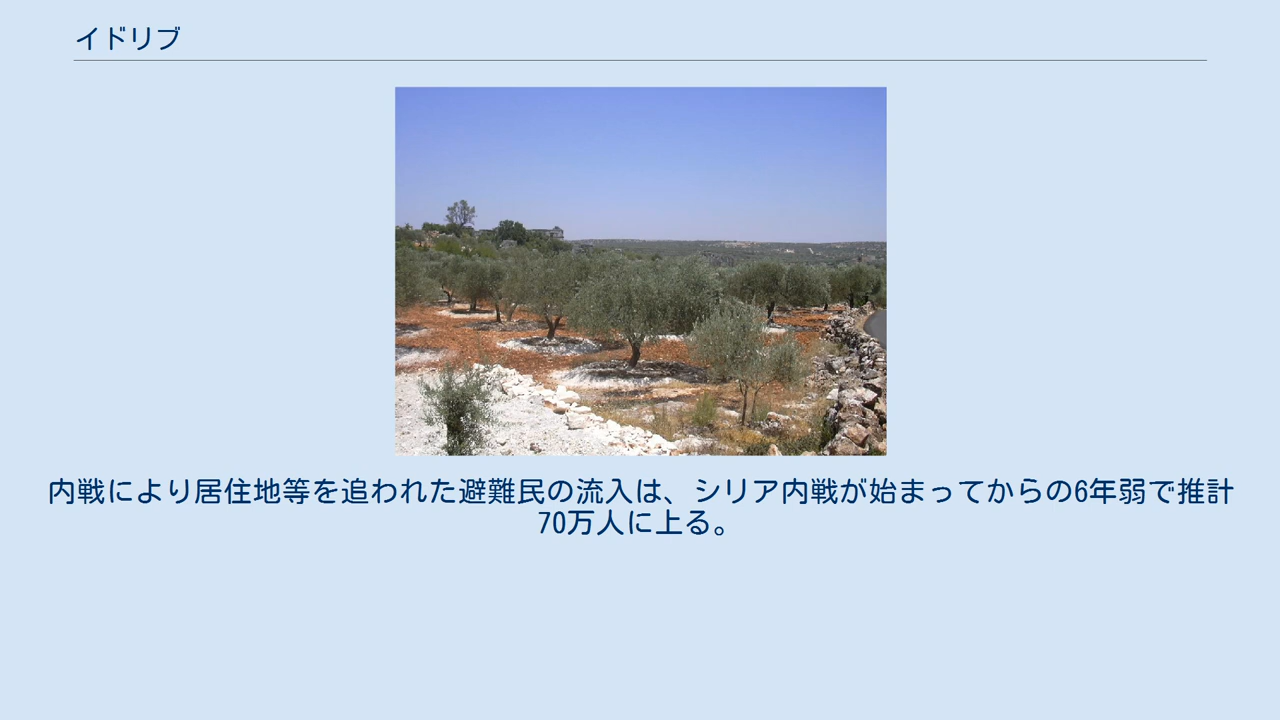 イドリブ
内戦により居住地等を追われた避難民の流入は、シリア内戦が始まってからの6年弱で推計
70万人に上る。